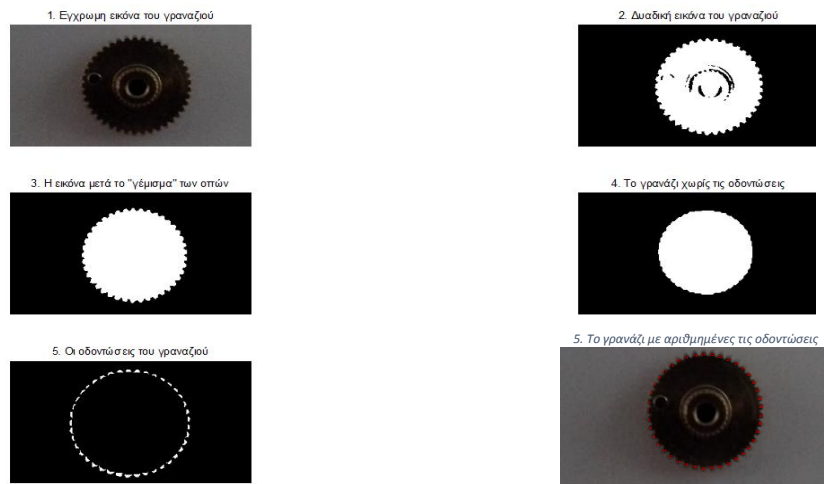 1. Εγχρωμη εικόνα του γραναζιού
2. Δυαδική εικόνα του γραναζιού
3. Η εικόνα μετά το "γέμισμα" των οπών
4. Το γρανάζι χωρίς τις οδοντώσεις
5. Οι οδοντώσεις του γραναζιού
5. Το γρανάζι με αριθμημένες τις οδοντώσεις